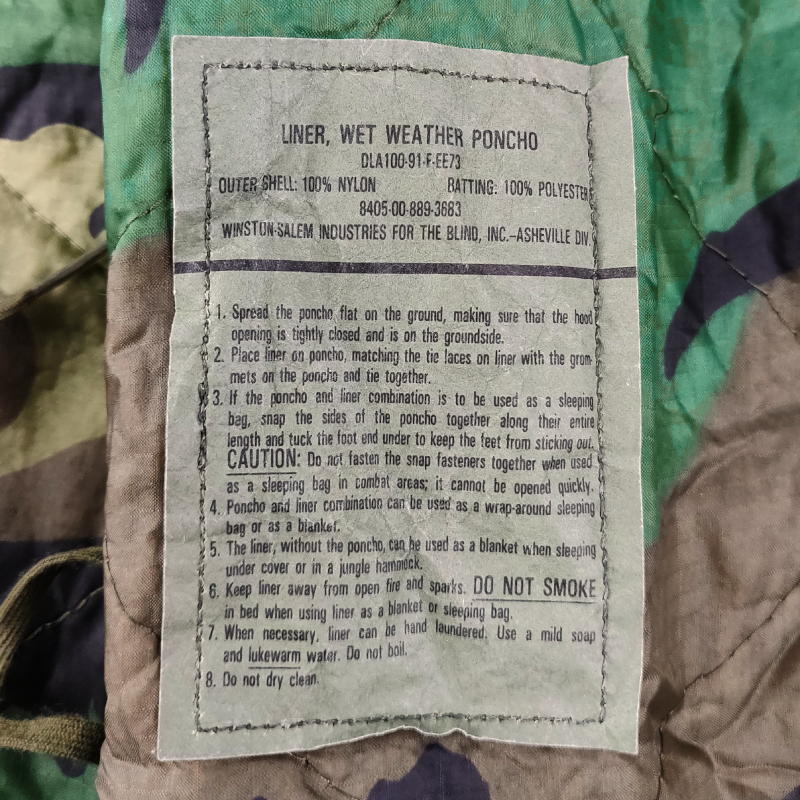 LINER, WET WEATHER PONCHO
DLA100-91-F-EE73
OUTER SHELL: 100% NYLON BATTING: 100% POLYESTER
8405-00-889-3683
WINSTON-SALEM INDUSTRIES FOR THE BLIND, INC.-ASHEVILLE DIV.
1. Spread the poncho flat on the ground, making sure that the hood
opening is tightly closed and is on the groundside.
2. Place liner on poncho, matching the tie laces on liner with the grom-
mets on the poncho and tie together.
3. If the poncho and liner combination is to be used as a sleeping
bag, snap the sides of the poncho together along their entire
length and tuck the foot end under to keep the feet from sticking out.
CAUTION: Do not fasten the snap fasteners together when used
as a sleeping bag in combat areas; it cannot be opened quickly.
4. Poncho and liner combination can be used as a wrap-around sleeping
bag or as a blanket.
5. The liner, without the poncho, can be used as a blanket when sleeping
under cover or in a jungle hammock.
6. Keep liner away from open fire and sparks. DO NOT SMOKE
in bed when using liner as a blanket or sleeping bag.
7. When necessary, liner can be hand laundered. Use a mild soap
and lukewarm water. Do not boil.
8. Do not dry clean.